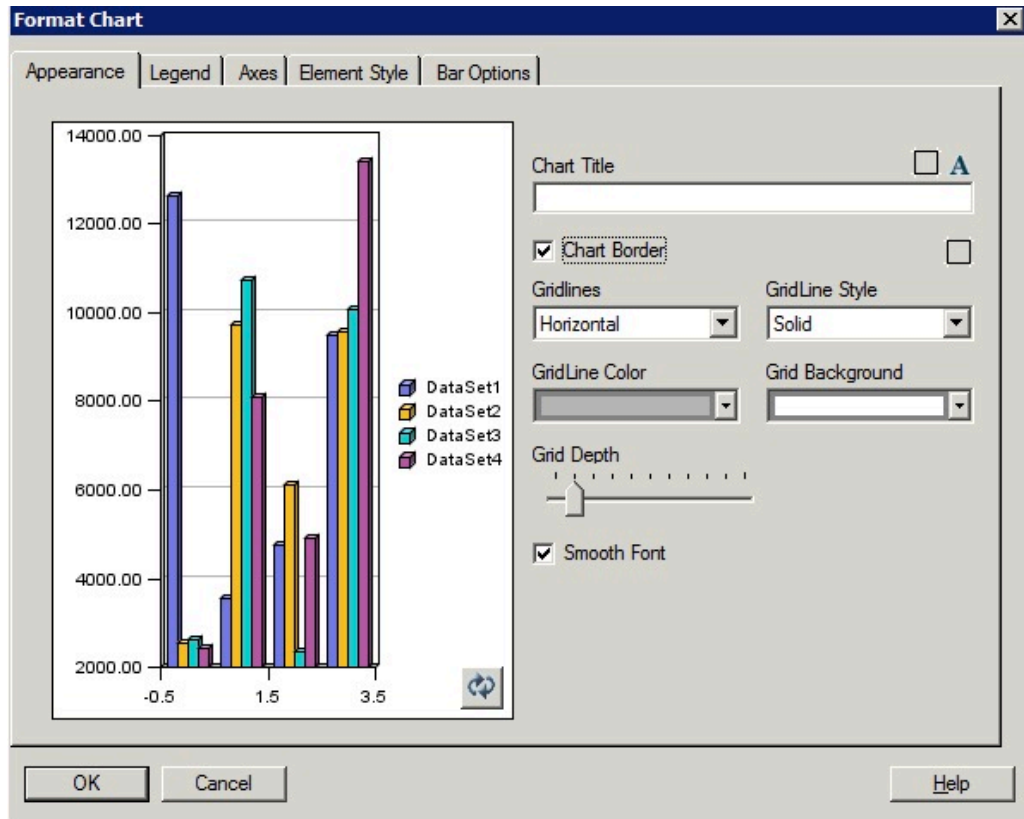 Format Chart
Appearance Legend Axes Element Style Bar Options
14000.00
12000.00
10000.00
8000.00
6000.00
4000.00
2000.00
-0.5 1.5 3.5
DataSet1
DataSet2
DataSet3
DataSet4
Chart Title A
Chart Border
Gridlines GridLine Style
Horizontal Solid
GridLine Color Grid Background
Grid Depth
Smooth Font
OK Cancel Help